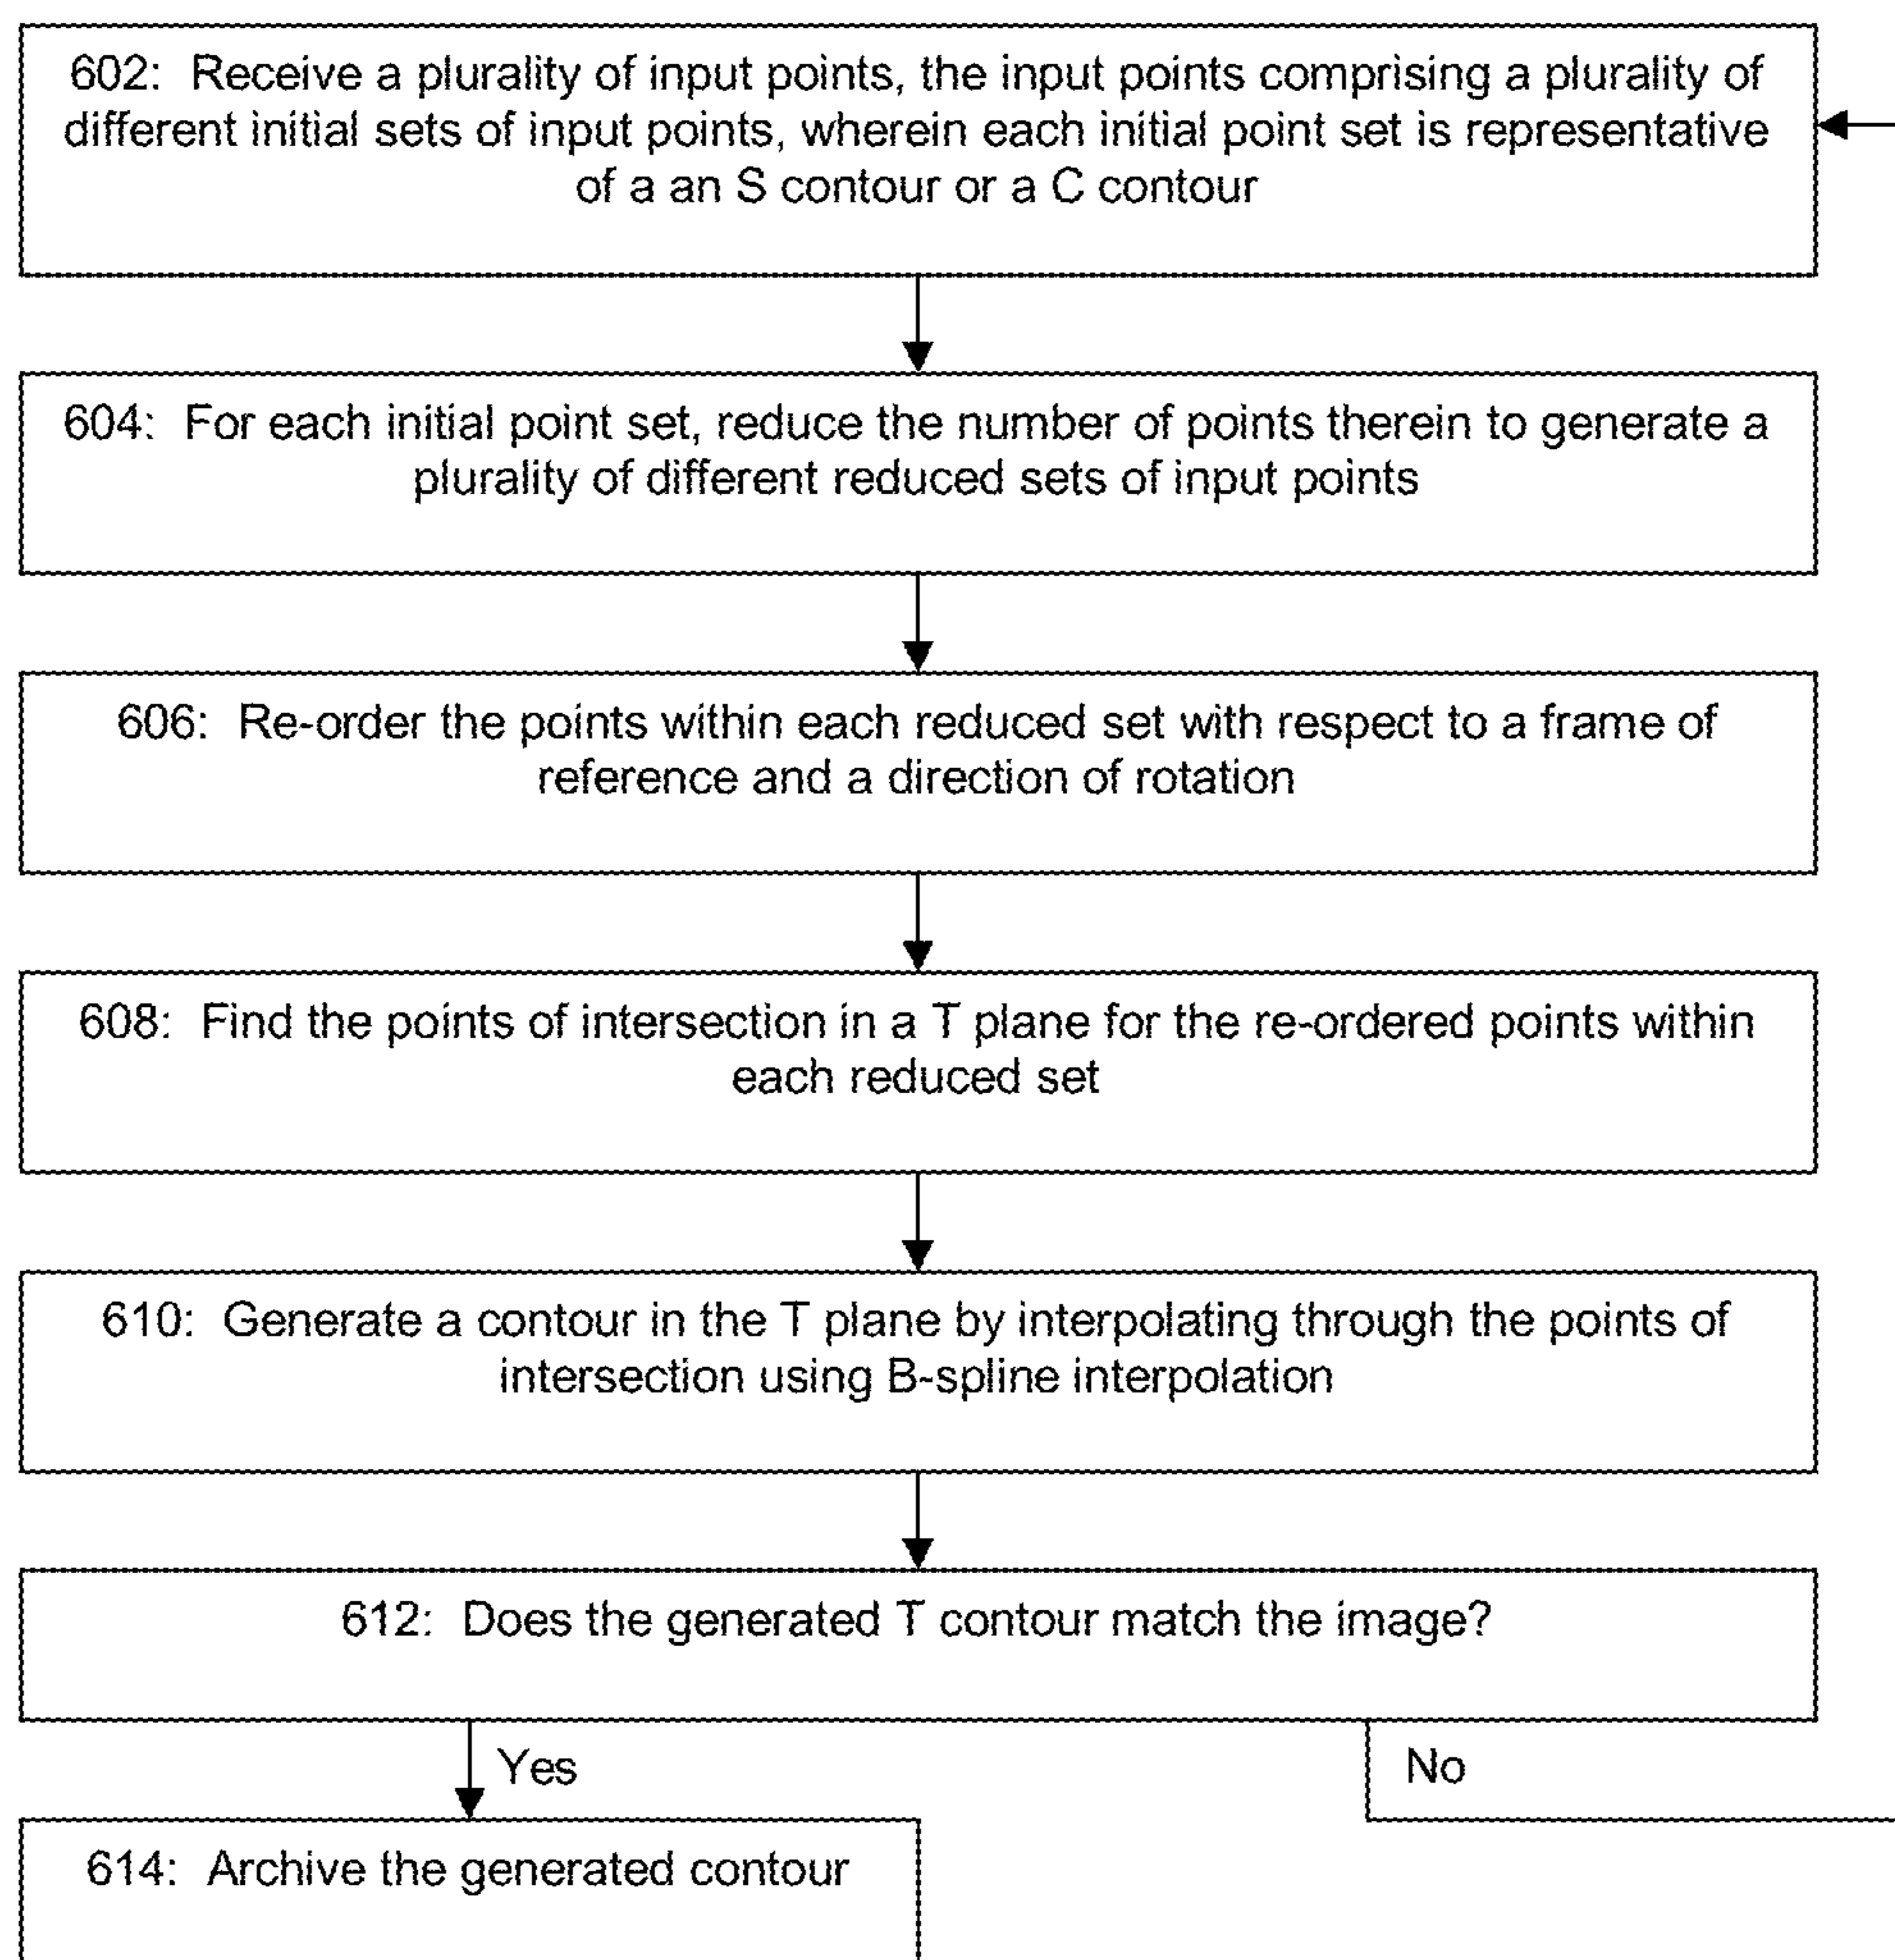 602: Receive a plurality of input points, the input points comprising a plurality of
different initial sets of input points, wherein each initial point set is representative
of a an S contour or a C contour
604: For each initial point set, reduce the number of points therein to generate a
plurality of different reduced sets of input points
606: Re-order the points within each reduced set with respect to a frame of
reference and a direction of rotation
608: Find the points of intersection in a T plane for the re-ordered points within
each reduced set
610: Generate a contour in the T plane by interpolating through the points of
intersection using B-spline interpolation
612: Does the generated T contour match the image?
Yes
No
614: Archive the generated contour